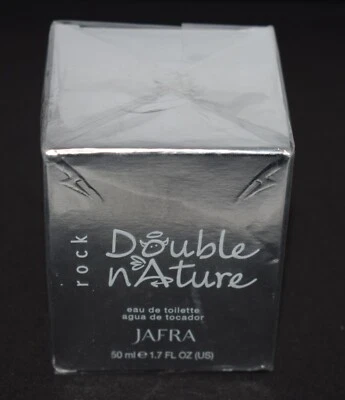 rock
Double
nAture
eau de toilette
agua de tocador
JAFRA
50 ml ℮ 1.7 FL OZ (US)